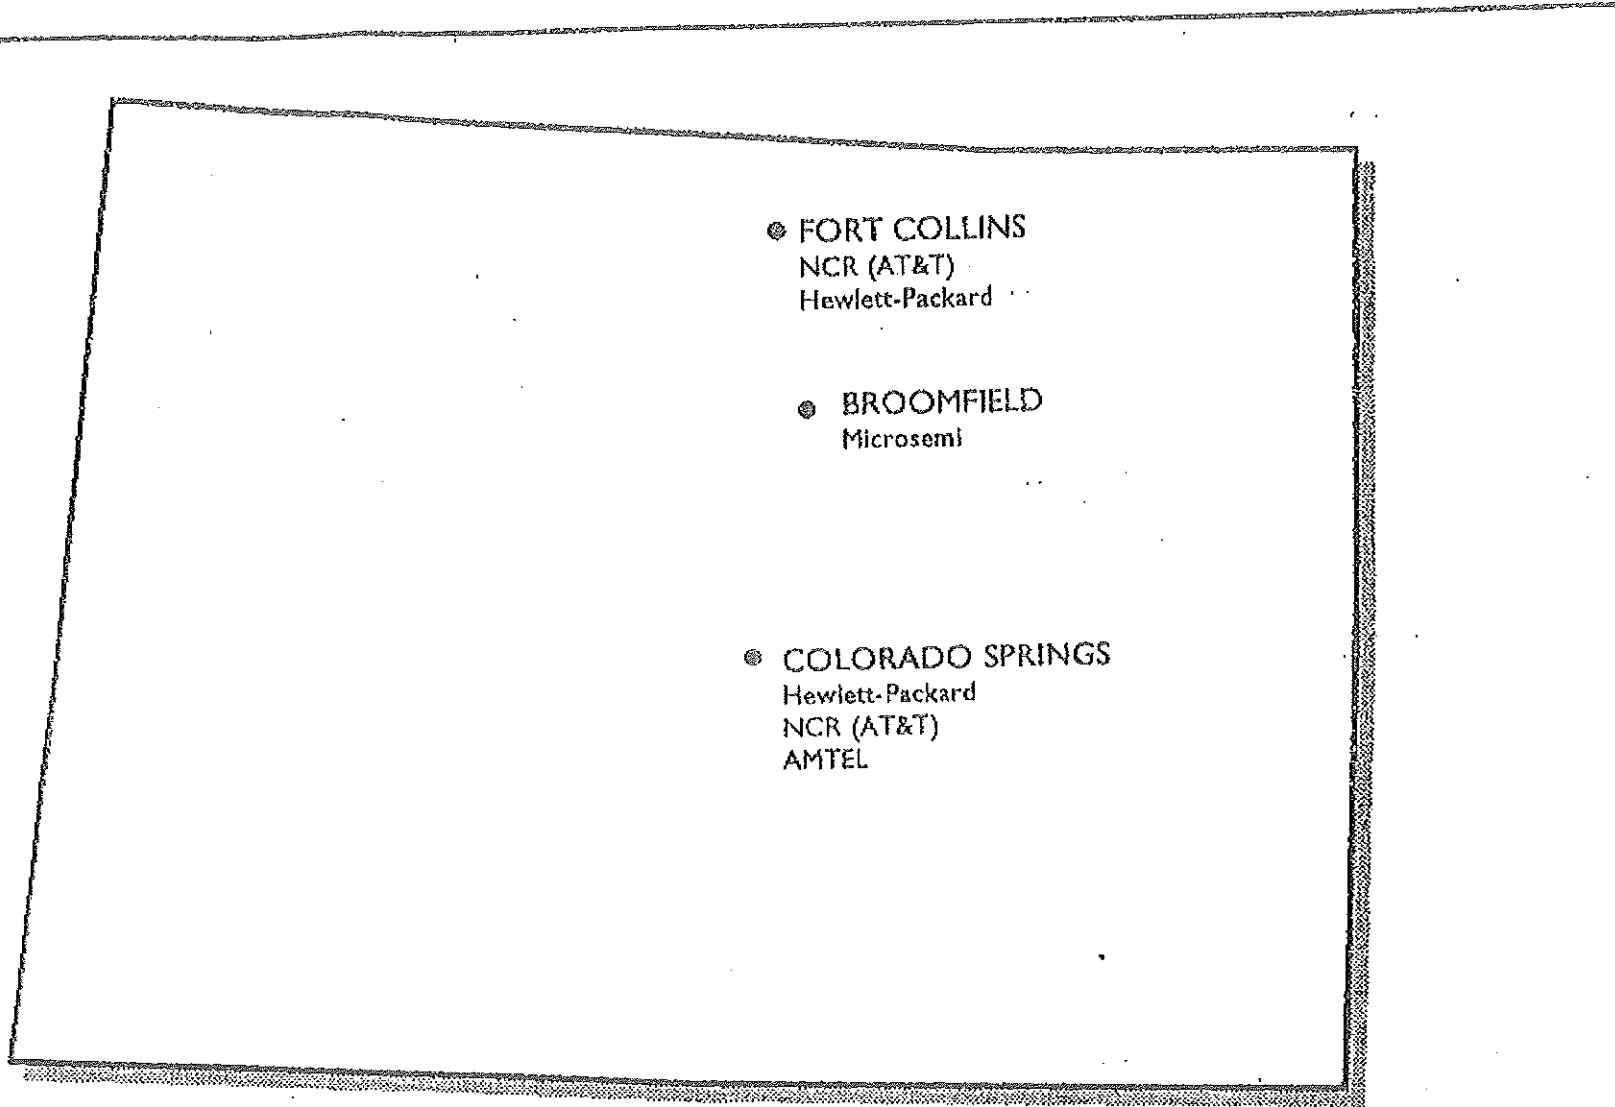 FORT COLLINS
NCR (AT&T)
Hewlett-Packard
BROOMFIELD
Microsemi
COLORADO SPRINGS
Hewlett-Packard
NCR (AT&T)
AMTEL